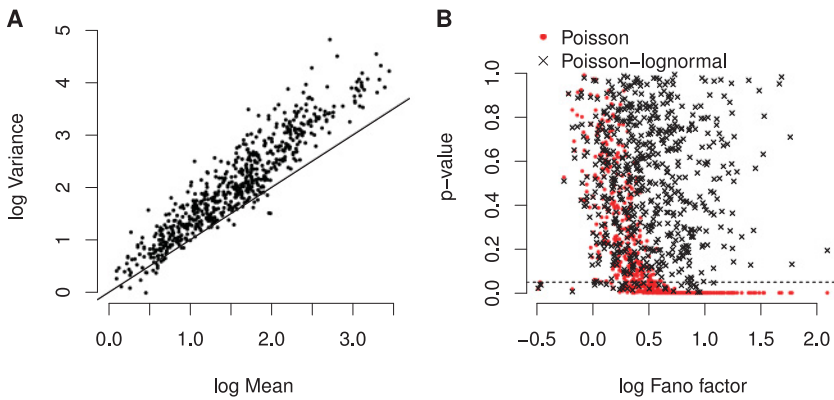 A
log Variance
5
4
3
2
1
0
0.0 1.0 2.0 3.0
log Mean
B
Poisson
Poisson−lognormal
p-value
1.0
0.8
0.6
0.4
0.2
0.0
−0.5 0.0 0.5 1.0 1.5 2.0
log Fano factor